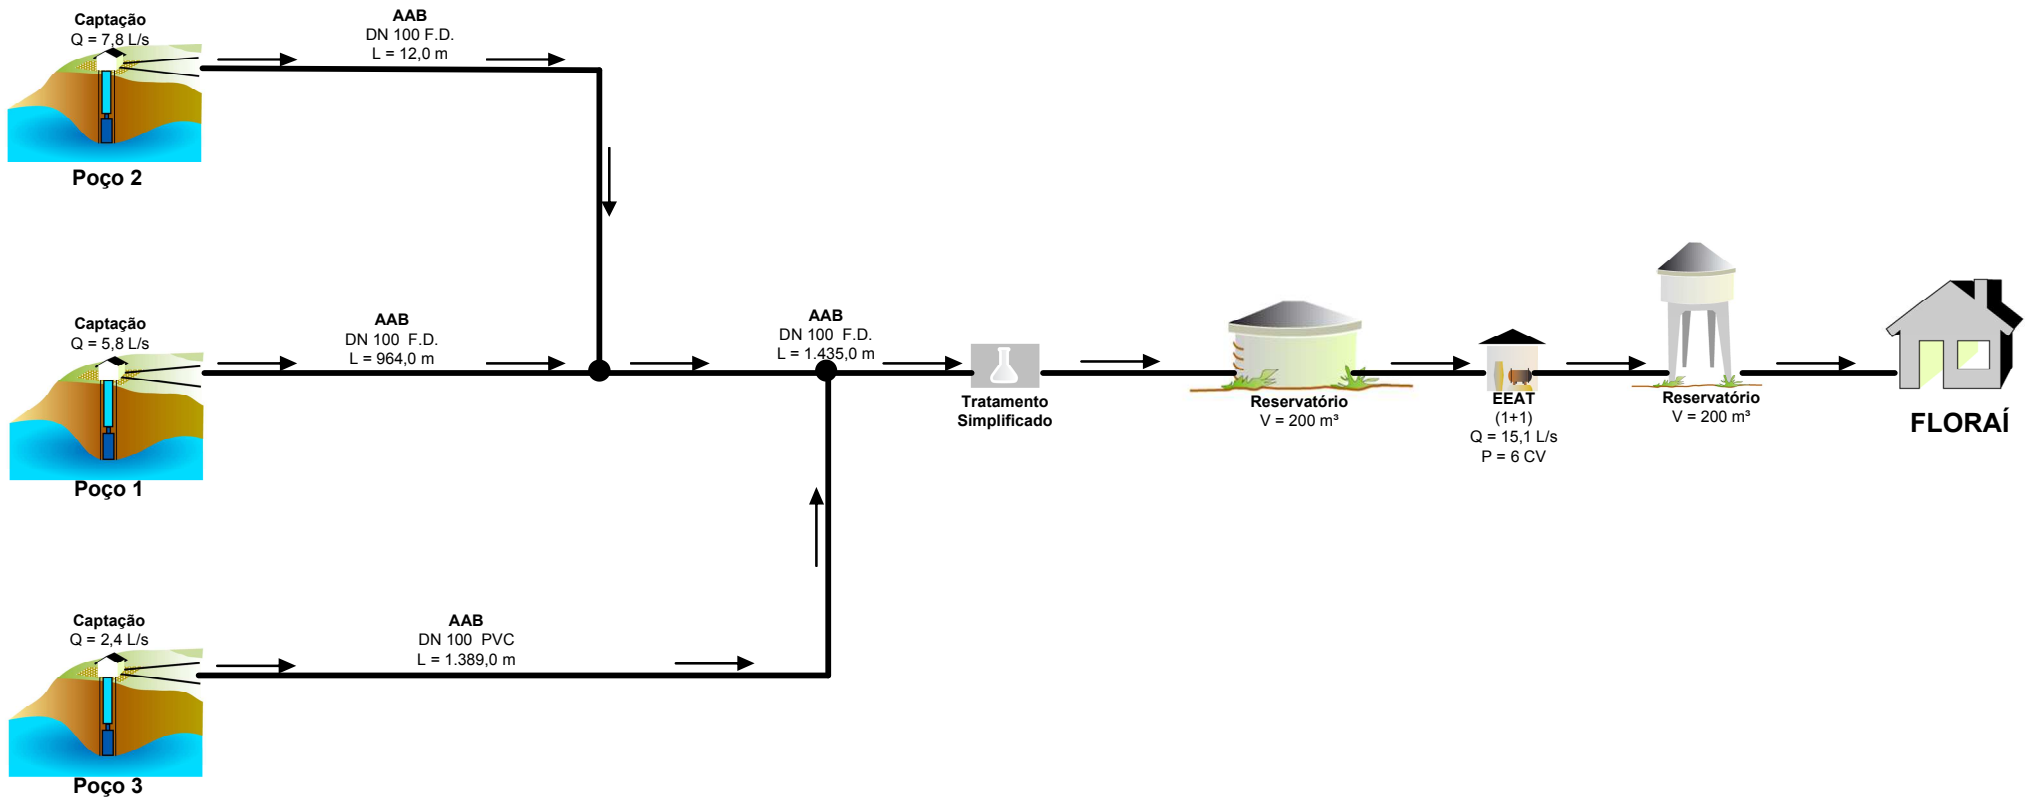 Captação
Q = 7,8 L/s
Poço 2
AAB
DN 100 F.D.
L = 12,0 m
Captação
Q = 5,8 L/s
Poço 1
AAB
DN 100  F.D.
L = 964,0 m
AAB
DN 100  F.D.
L = 1.435,0 m
Tratamento
Simplificado
Reservatório
V = 200 m³
EEAT
(1+1)
Q = 15,1 L/s
P = 6 CV
Reservatório
V = 200 m³
FLORAÍ
Captação
Q = 2,4 L/s
Poço 3
AAB
DN 100  PVC
L = 1.389,0 m